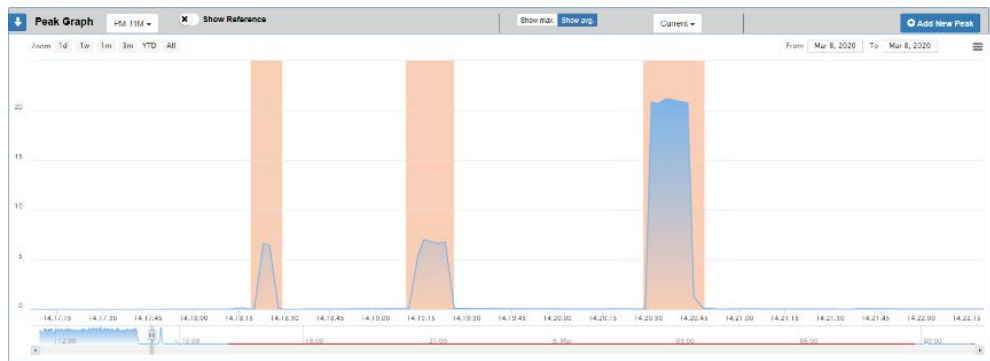 Peak Graph PM-11M Show Reference Show max. Show avg. Current Add New Peak
Zoom 1d 1w 1m 3m YTD All From Mar 8, 2020 To Mar 8, 2020
20
15
10
5
0
14.17.15 14.17.30 14.17.45 14.18.00 14.18.15 14.18.30 14.18.45 14.19.00 14.19.15 14.19.30 14.19.45 14.20.00 14.20.15 14.20.30 14.20.45 14.21.00 14.21.15 14.21.30 14.21.45 14.22.00 14.22.15
12:00 15:00 18:00 21:00 9. Mar 03:00 06:00 09:00